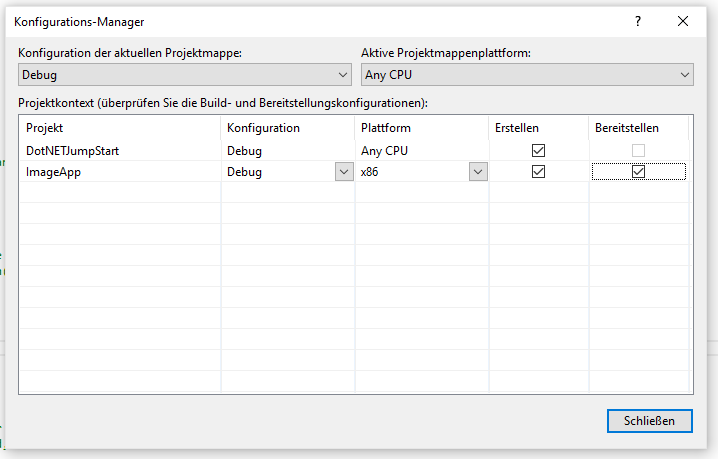 Konfigurations-Manager
?
Konfiguration der aktuellen Projektmappe: Aktive Projektmappenplattform:
Debug Any CPU
Projektkontext (überprüfen Sie die Build- und Bereitstellungskonfigurationen):
Projekt Konfiguration Plattform Erstellen Bereitstellen
DotNETJumpStart Debug Any CPU
ImageApp Debug x86
Schließen